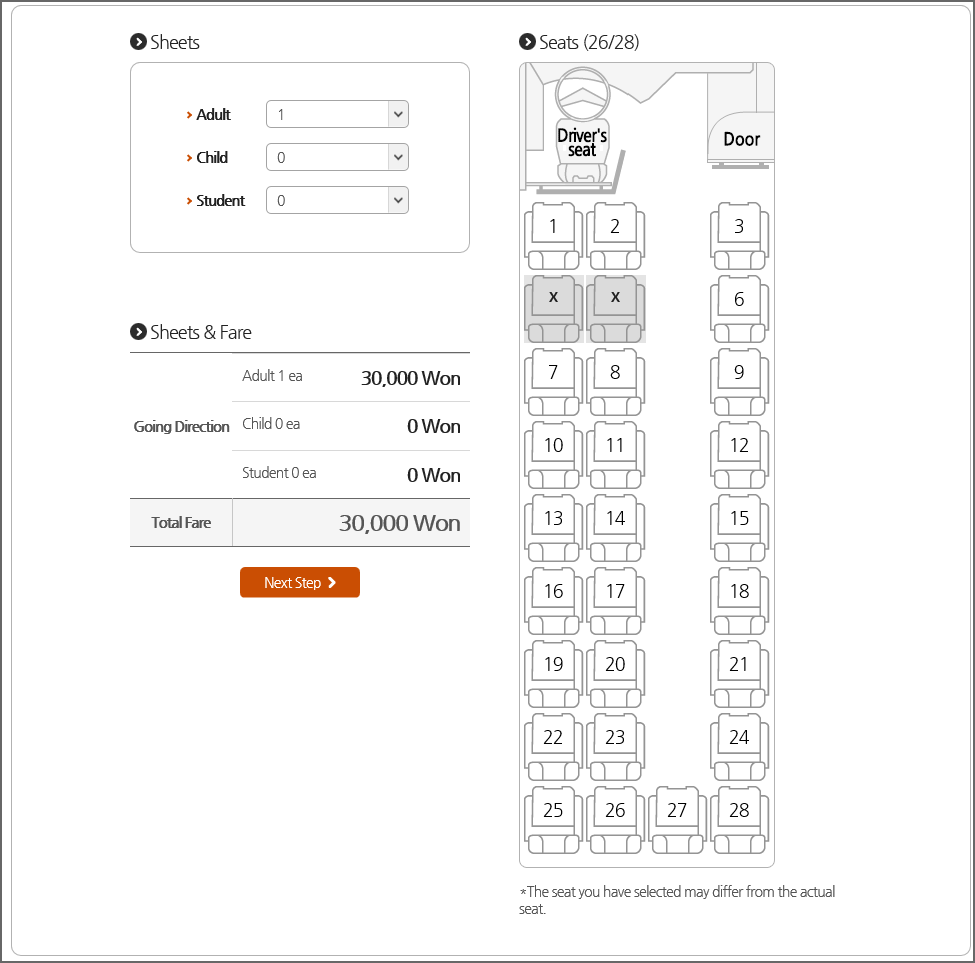 Sheets
Adult 1
Child 0
Student 0
Sheets & Fare
Going Direction
Adult 1 ea 30,000 Won
Child 0 ea 0 Won
Student 0 ea 0 Won
Total Fare 30,000 Won
Next Step
Seats (26/28)
Driver's
seat
Door
1 2 3
x x 6
7 8 9
10 11 12
13 14 15
16 17 18
19 20 21
22 23 24
25 26 27 28
*The seat you have selected may differ from the actual
seat.